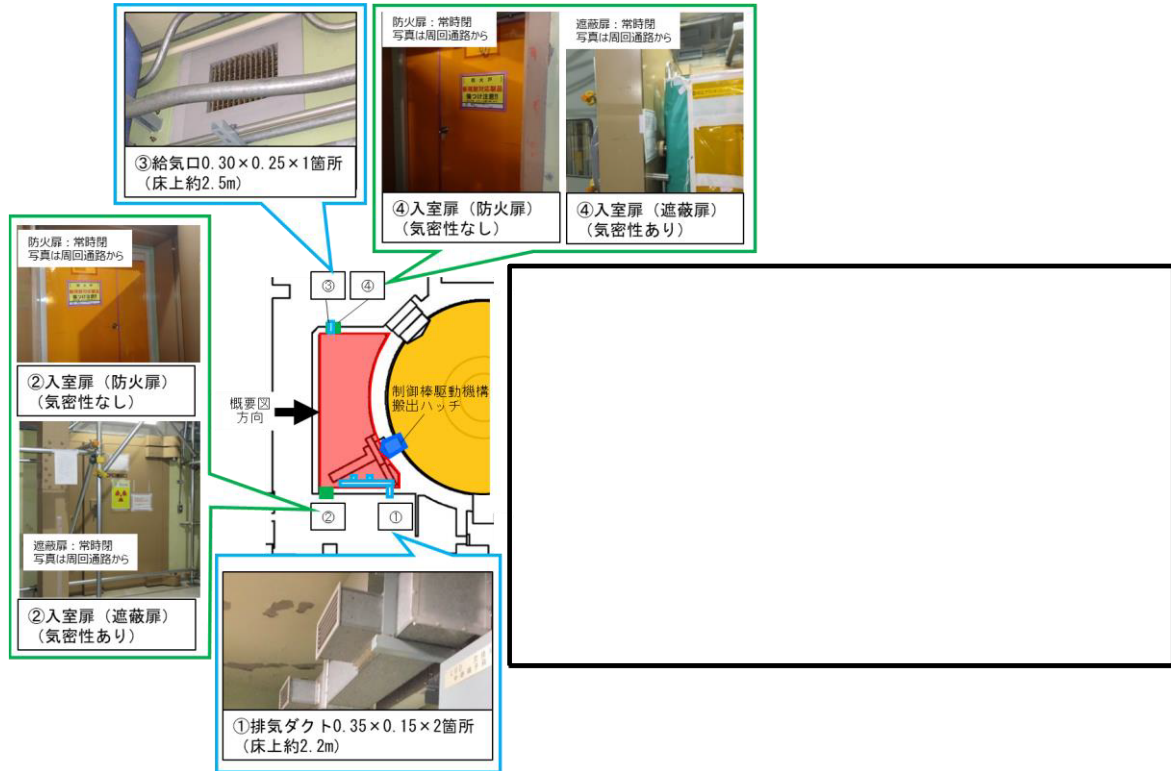 ③給気口0.30×0.25×1箇所
(床上約2.5m)
防火扉：常時閉
写真は周回通路から
④入室扉（防火扉）
（気密性なし）
遮蔽扉：常時閉
写真は周回通路から
④入室扉（遮蔽扉）
（気密性あり）
防火扉：常時閉
写真は周回通路から
②入室扉（防火扉）
（気密性なし）
遮蔽扉：常時閉
写真は周回通路から
②入室扉（遮蔽扉）
（気密性あり）
③
④
概要図
方向
制御棒駆動機構
搬出ハッチ
②
①
①排気ダクト0.35×0.15×2箇所
(床上約2.2m)